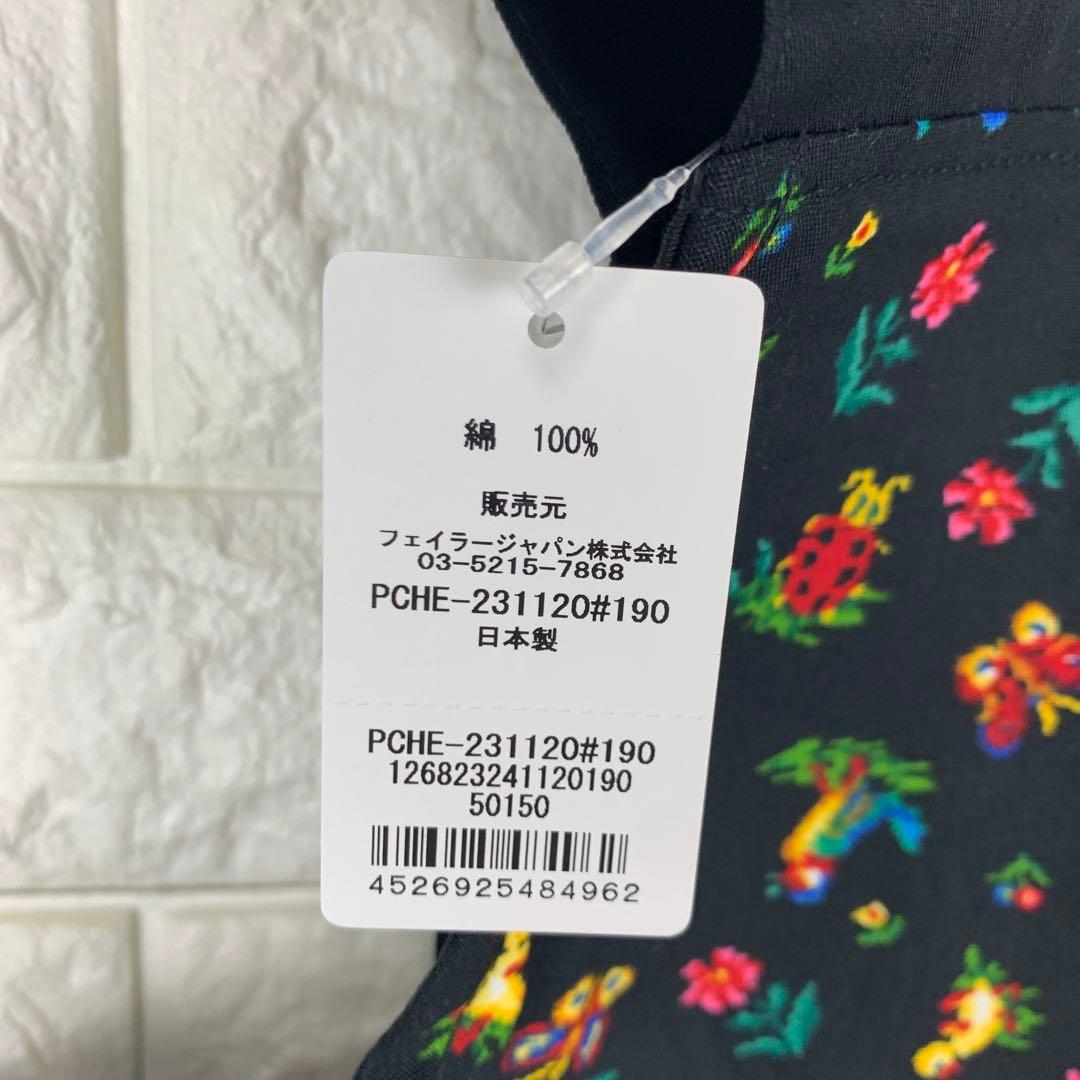 綿　100%
販売元
フェイラージャパン株式会社
03-5215-7868
PCHE-231120#190
日本製
PCHE-231120#190
126823241120190
50150
4526925484962